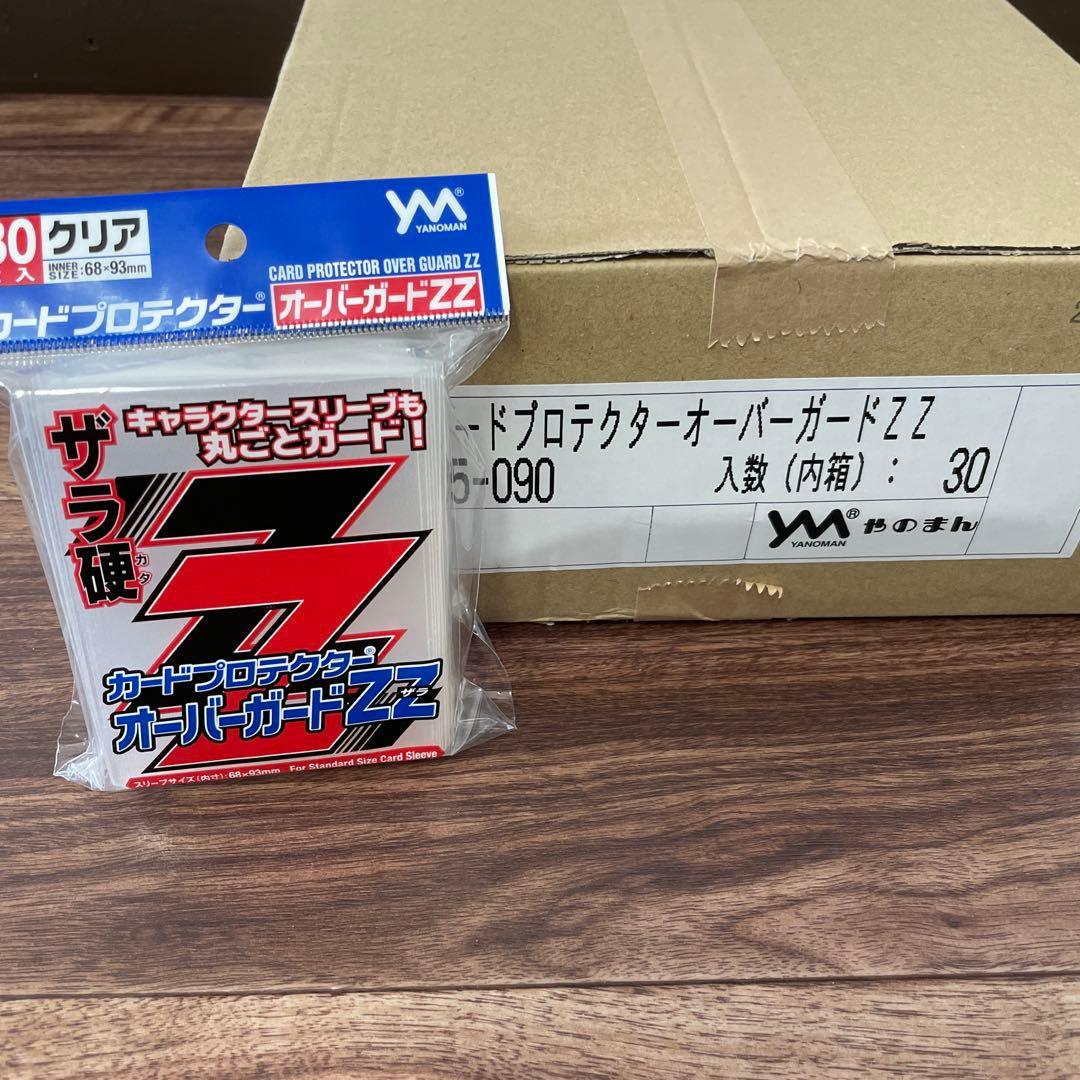 80 クリア
入
INNER SIZE:68×93mm
YM®
YANOMAN
CARD PROTECTOR OVER GUARD ZZ
カードプロテクター® オーバーガードZZ
ザラ硬
ガタ
キャラクタースリーブも
丸ごとガード!
カードプロテクター®
オーバーガードZZ
ザラ
スリーブサイズ(内寸):68×93mm For Standard Size Card Sleeve
ードプロテクターオーバーガードZZ
5-090 入数(内箱): 30
YM® やのまん
YANOMAN